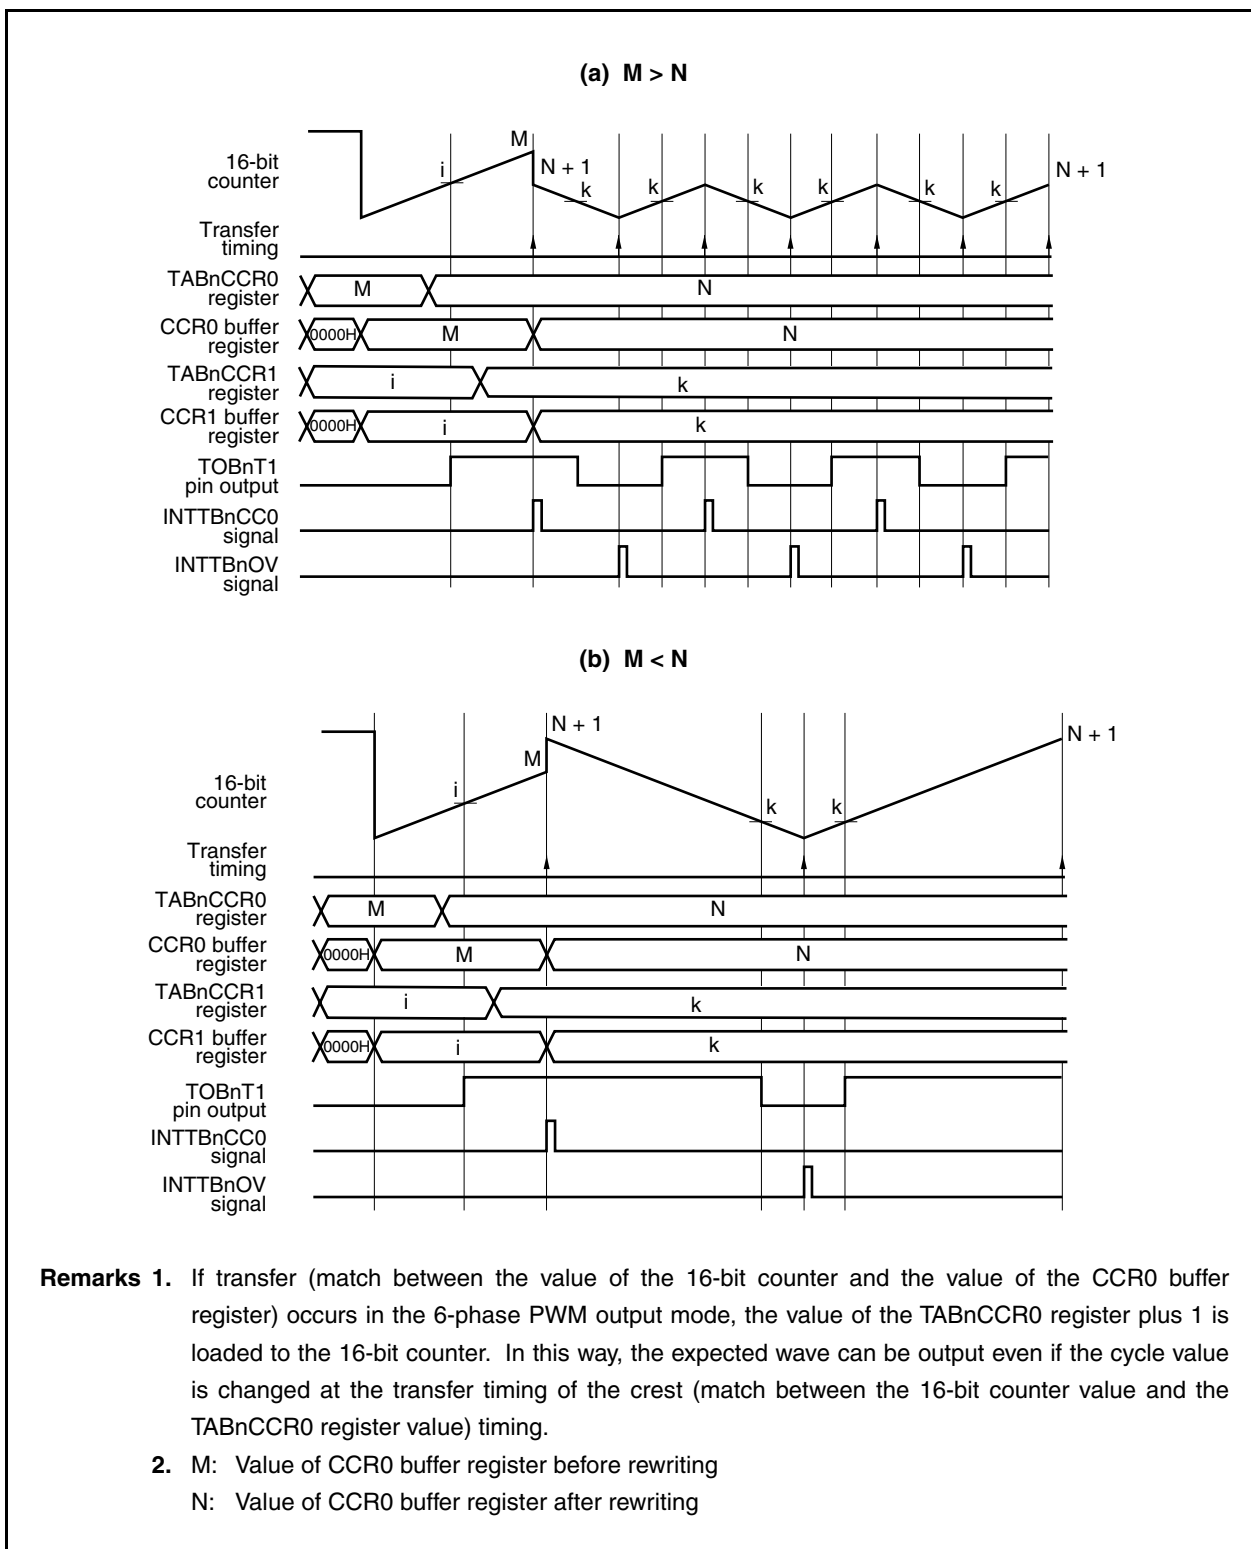 (a) M > N
M
N + 1
N + 1
i
k
k
k
k
k
k
16-bit
counter
Transfer
timing
TABnCCR0
register
M
N
CCR0 buffer
register
0000H
M
N
TABnCCR1
register
i
k
CCR1 buffer
register
0000H
i
k
TOBnT1
pin output
INTTBnCC0
signal
INTTBnOV
signal
(b) M < N
N + 1
N + 1
M
i
k
k
16-bit
counter
Transfer
timing
TABnCCR0
register
M
N
CCR0 buffer
register
0000H
M
N
TABnCCR1
register
i
k
CCR1 buffer
register
0000H
i
k
TOBnT1
pin output
INTTBnCC0
signal
INTTBnOV
signal
Remarks 1. If transfer (match between the value of the 16-bit counter and the value of the CCR0 buffer
register) occurs in the 6-phase PWM output mode, the value of the TABnCCR0 register plus 1 is
loaded to the 16-bit counter. In this way, the expected wave can be output even if the cycle value
is changed at the transfer timing of the crest (match between the 16-bit counter value and the
TABnCCR0 register value) timing.
2. M: Value of CCR0 buffer register before rewriting
N: Value of CCR0 buffer register after rewriting